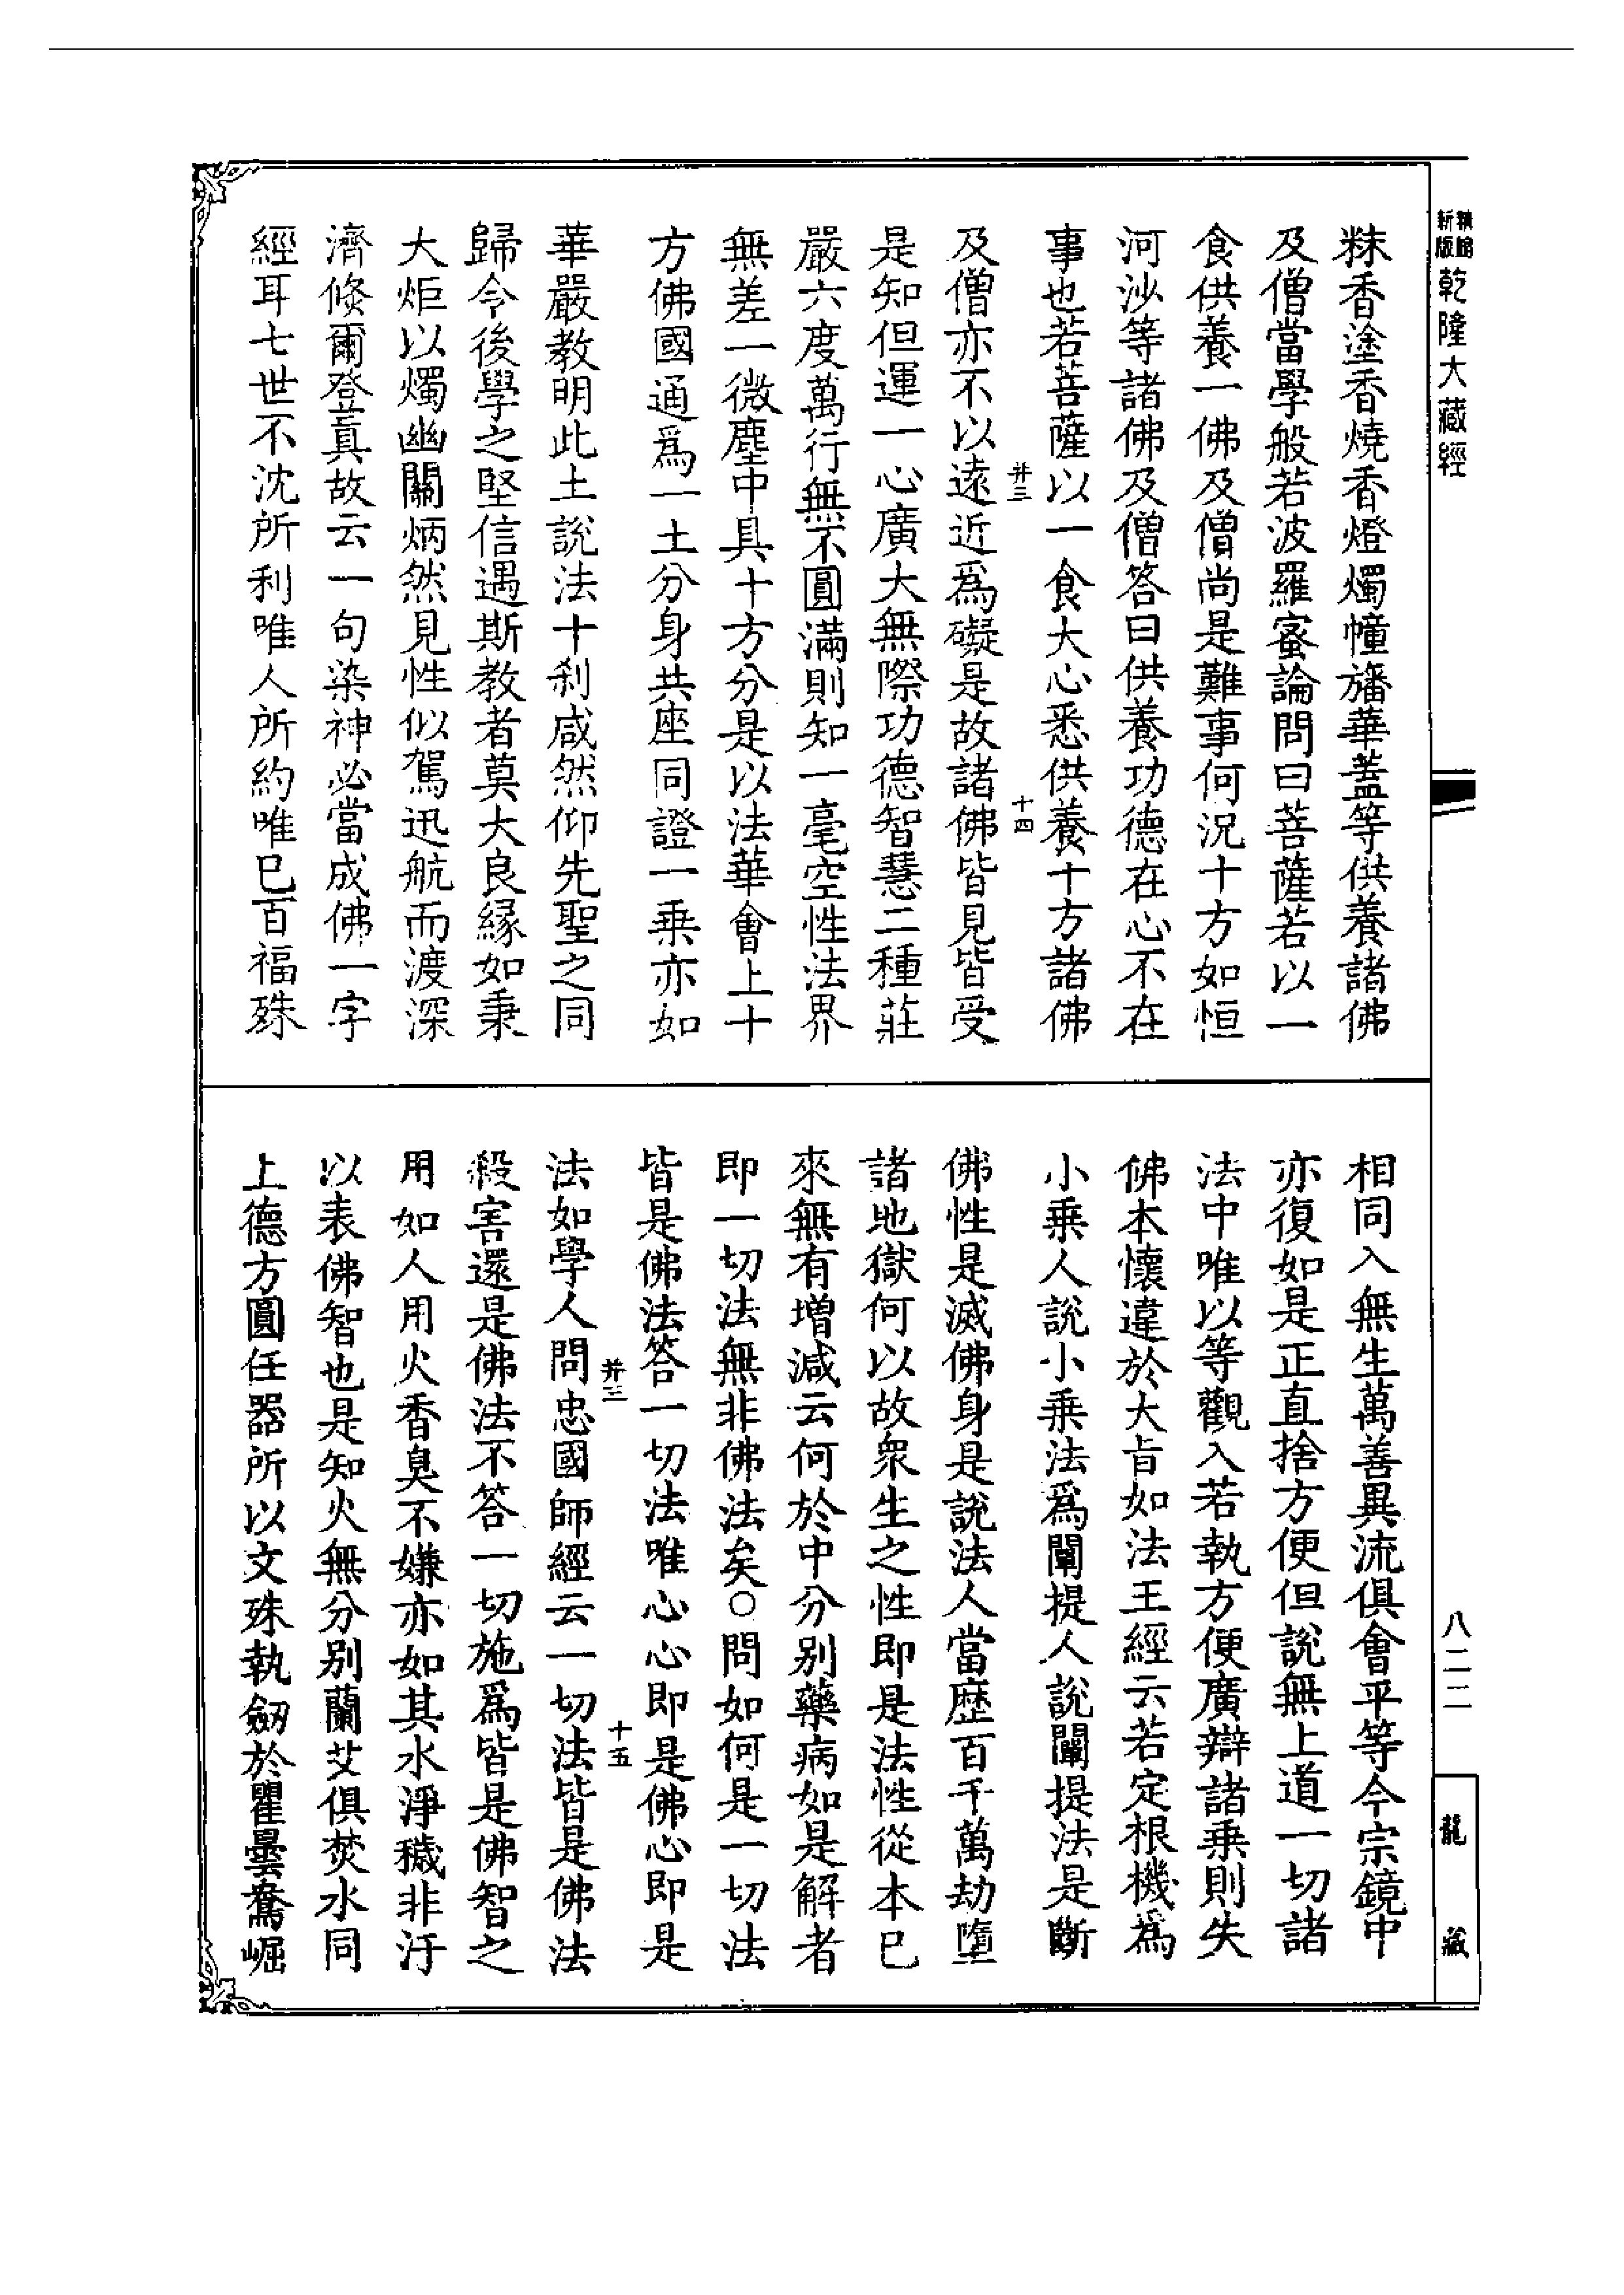 精縮新版乾隆大藏經
粖香塗香燒香燈燭幢旛華蓋等供養諸佛
及僧當學般若波羅蜜論問曰菩薩若以一
食供養一佛及僧尚是難事何況十方如恒
河沙等諸佛及僧答曰供養功德在心不在
事也若菩薩以一食大心悉供養十方諸佛
并三 十四
及僧亦不以遠近爲礙是故諸佛皆見皆受
是知但運一心廣大無際功德智慧二種莊
嚴六度萬行無不圓滿則知一毫空性法界
無差一微塵中具十方分是以法華會上十
方佛國通爲一土分身共座同證一乘亦如
華嚴教明此土說法十剎咸然仰先聖之同
歸令後學之堅信遇斯教者莫大良緣如秉
大炬以燭幽關炳然見性似駕迅航而渡深
濟倐爾登真故云一句染神必當成佛一字
經耳七世不沈所利唯人所約唯已百福殊
相同入無生萬善異流俱會平等今宗鏡中
亦復如是正直捨方便但說無上道一切諸
法中唯以等觀入若執方便廣辯諸乘則失
佛本懷違於大旨如法王經云若定根機爲
小乘人說小乘法爲闡提人說闡提法是斷
佛性是滅佛身是說法人當歷百千萬劫墮
諸地獄何以故衆生之性即是法性從本已
來無有增減云何於中分別藥病如是解者
即一切法無非佛法矣○問如何是一切法
皆是佛法答一切法唯心心即是佛心即是
并三 十五
法如學人問忠國師經云一切法皆是佛法
殺害還是佛法不答一切施爲皆是佛智之
用如人用火香臭不嫌亦如其水淨穢非汙
以表佛智也是知火無分別蘭艾俱焚水同
上德方圓任器所以文殊執劒於瞿曇鴦崛
八二二
龍藏